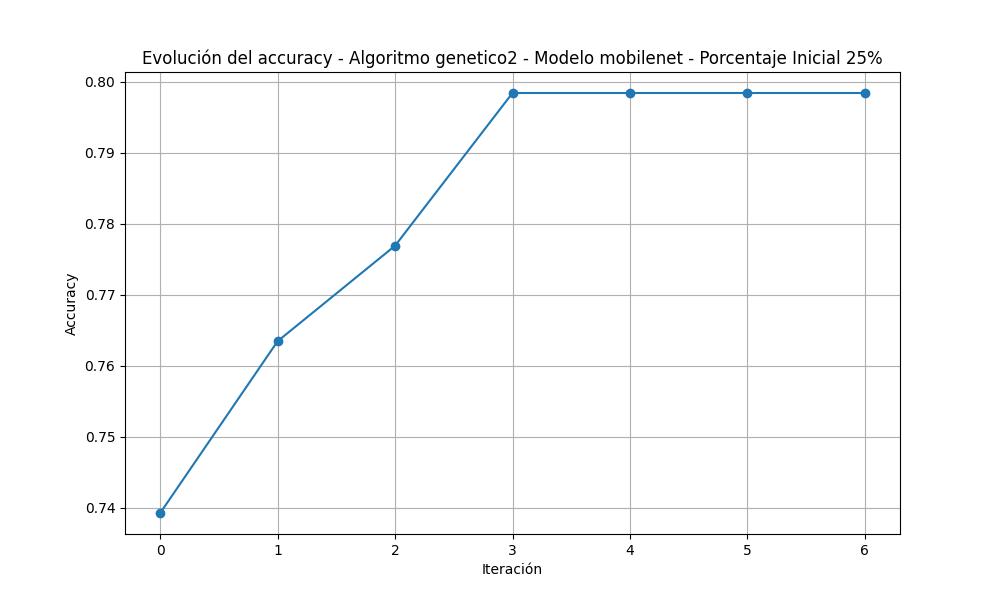 Evolución del accuracy - Algoritmo genetico2 - Modelo mobilenet - Porcentaje Inicial 25%
0.80
0.79
0.78
0.77
0.76
0.75
0.74
Accuracy
0 1 2 3 4 5 6
Iteración